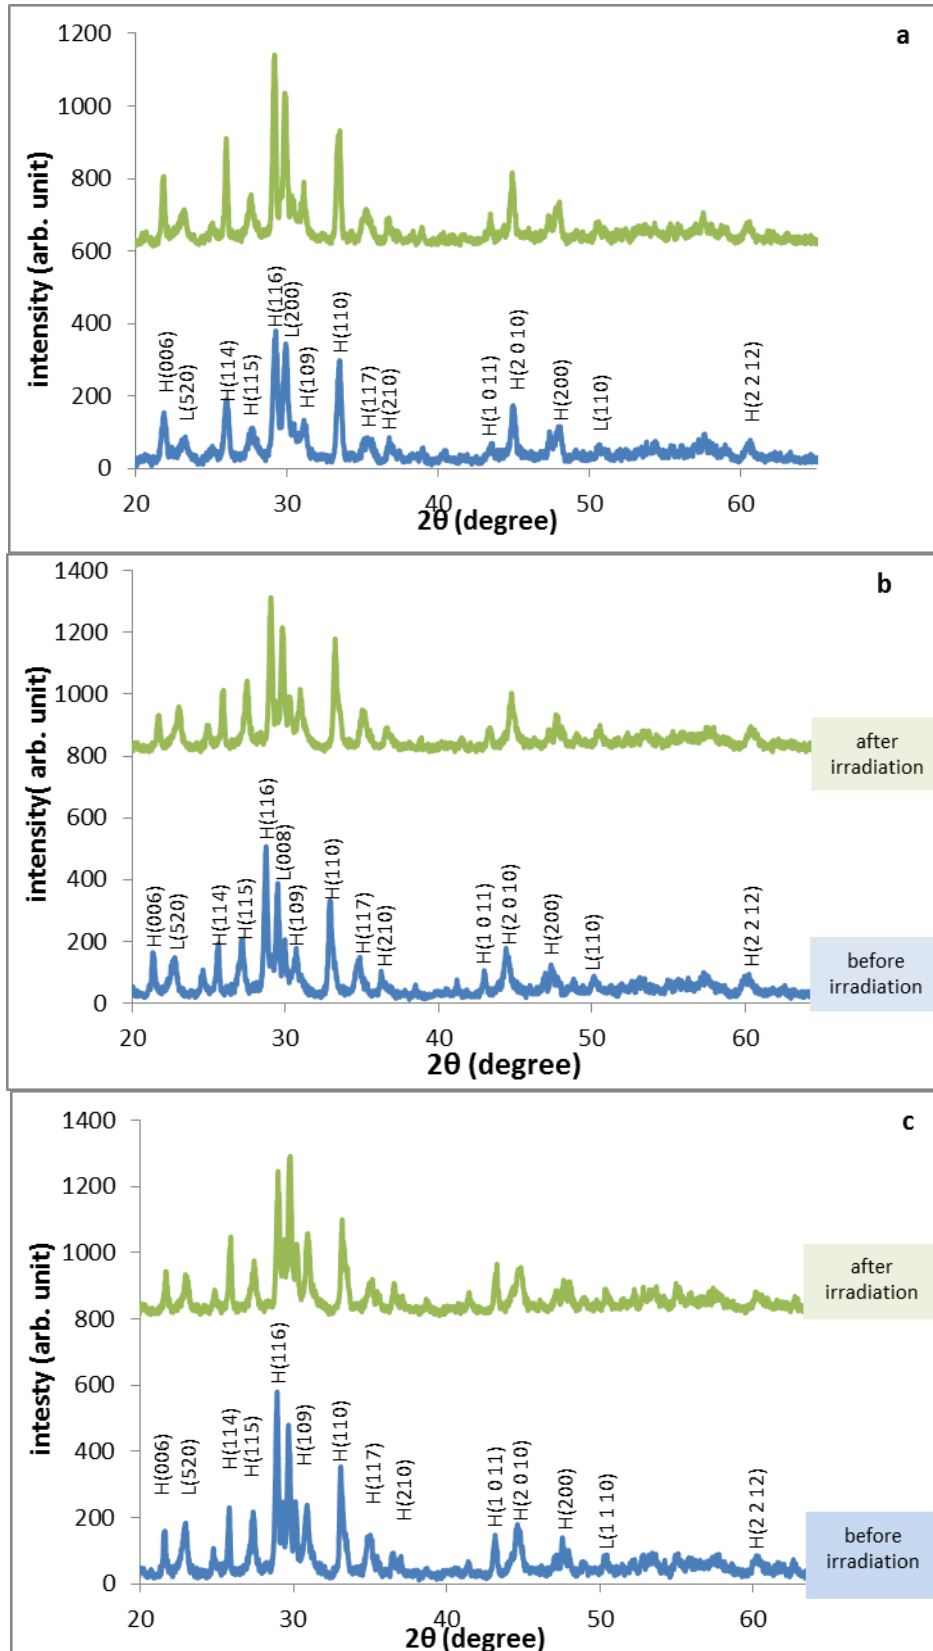 a
intensity (arb. unit)
1200
1000
800
600
400
200
0
H(006)
L(520)
H(114)
H(115)
H(116)
L(200)
H(109)
H(110)
H(117)
H(210)
H(1 0 11)
H(2 0 10)
H(200)
L(110)
H(2 2 12)
20
30
40
50
60
2θ (degree)
b
intensity( arb. unit)
1400
1200
1000
800
600
400
200
0
after
irradiation
H(006)
L(520)
H(114)
H(115)
H(116)
L(008)
H(109)
H(110)
H(117)
H(210)
H(1 0 11)
H(2 0 10)
H(200)
L(110)
H(2 2 12)
before
irradiation
20
30
40
50
60
2θ (degree)
c
intesty (arb. unit)
1400
1200
1000
800
600
400
200
0
after
irradiation
H(006)
L(520)
H(114)
H(115)
H(116)
H(109)
H(110)
H(117)
H(210)
H(1 0 11)
H(2 0 10)
H(200)
L(1 1 10)
H(2 2 12)
before
irradiation
20
30
40
50
60
2θ (degree)